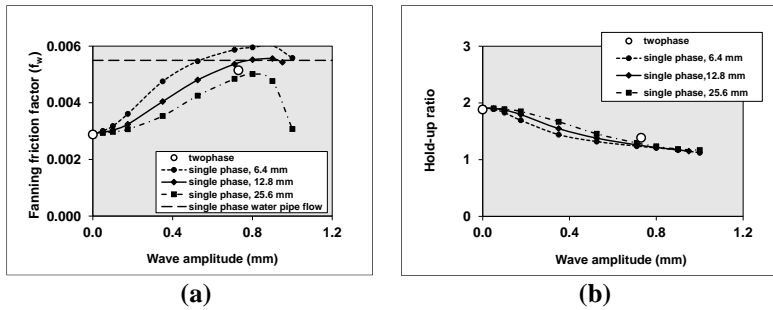 0.006
0.004
0.002
0.000
Fanning friction factor (fw)
twophase
single phase, 6.4 mm
single phase, 12.8 mm
single phase, 25.6 mm
single phase water pipe flow
0.0 0.4 0.8 1.2
Wave amplitude (mm)
(a)
3
2
1
0
Hold-up ratio
twophase
single phase, 6.4 mm
single phase,12.8 mm
single phase, 25.6 mm
0.0 0.4 0.8 1.2
Wave amplitude (mm)
(b)